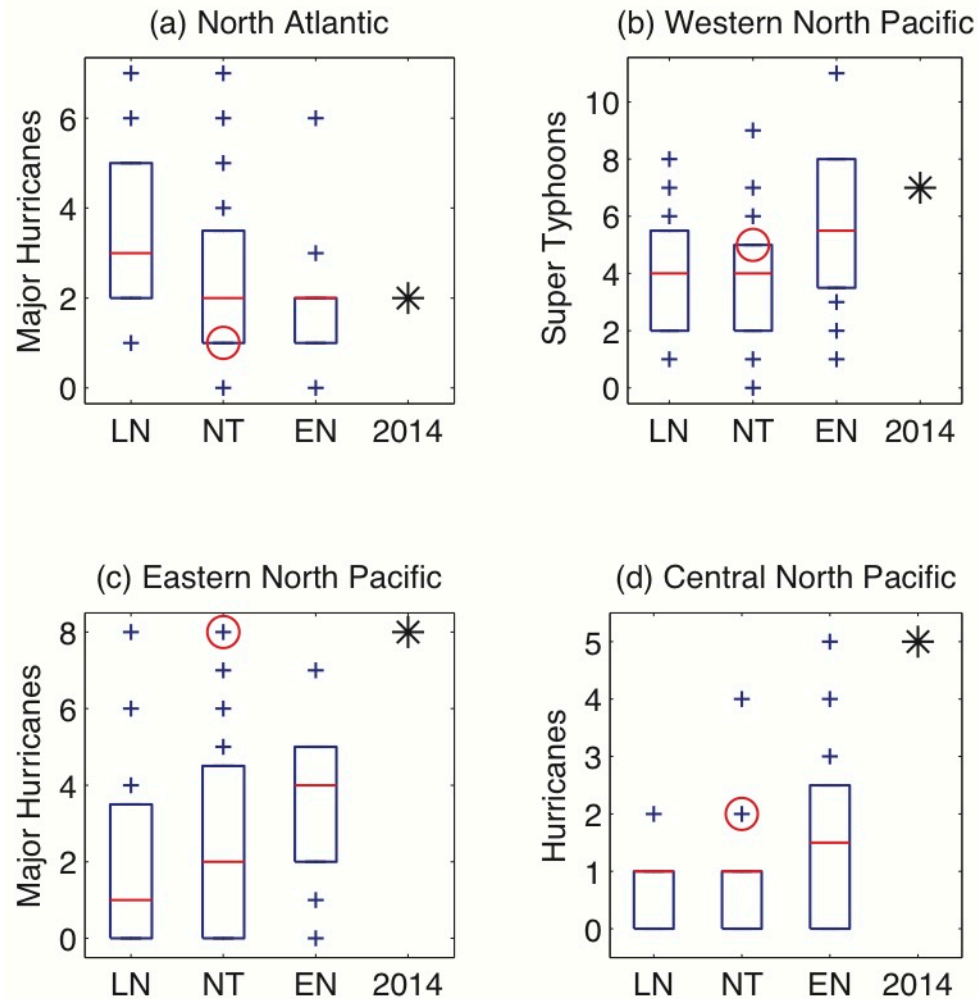 (a) North Atlantic
Major Hurricanes
6
4
2
0
LN NT EN 2014
(b) Western North Pacific
Super Typhoons
10
8
6
4
2
0
LN NT EN 2014
(c) Eastern North Pacific
Major Hurricanes
8
6
4
2
0
LN NT EN 2014
(d) Central North Pacific
Hurricanes
5
4
3
2
1
0
LN NT EN 2014